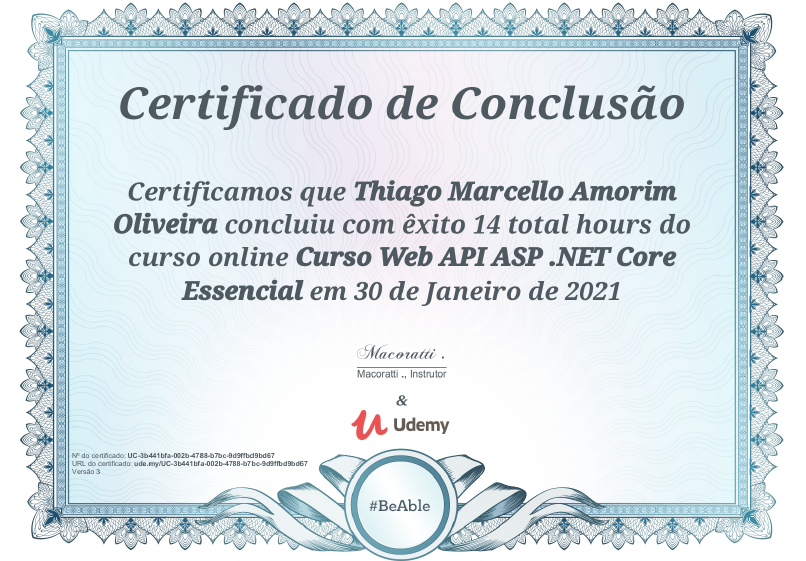 Certificado de Conclusão
Certificamos que Thiago Marcello Amorim
Oliveira concluiu com êxito 14 total hours do
curso online Curso Web API ASP .NET Core
Essencial em 30 de Janeiro de 2021
Macoratti .
Macoratti ., Instrutor
&
Udemy
Nº do certificado: UC-3b441bfa-002b-4788-b7bc-9d9ffbd9bd67
URL do certificado: ude.my/UC-3b441bfa-002b-4788-b7bc-9d9ffbd9bd67
Versão 3
#BeAble